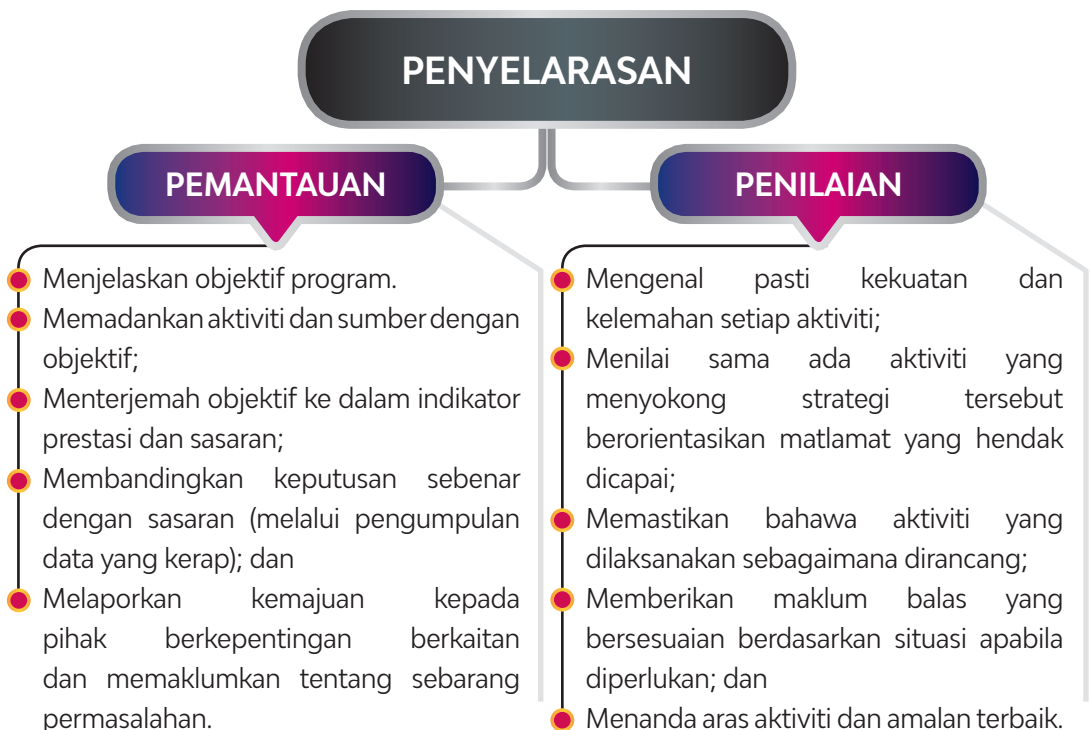 PENYELARASAN
PEMANTAUAN
Menjelaskan objektif program.
Memadankan aktiviti dan sumber dengan
objektif;
Menterjemah objektif ke dalam indikator
prestasi dan sasaran;
Membandingkan keputusan sebenar
dengan sasaran (melalui pengumpulan
data yang kerap); dan
Melaporkan kemajuan kepada
pihak berkepentingan berkaitan
dan memaklumkan tentang sebarang
permasalahan.
PENILAIAN
Mengenal pasti kekuatan dan
kelemahan setiap aktiviti;
Menilai sama ada aktiviti yang
menyokong strategi tersebut
berorientasikan matlamat yang hendak
dicapai;
Memastikan bahawa aktiviti yang
dilaksanakan sebagaimana dirancang;
Memberikan maklum balas yang
bersesuaian berdasarkan situasi apabila
diperlukan; dan
Menanda aras aktiviti dan amalan terbaik.